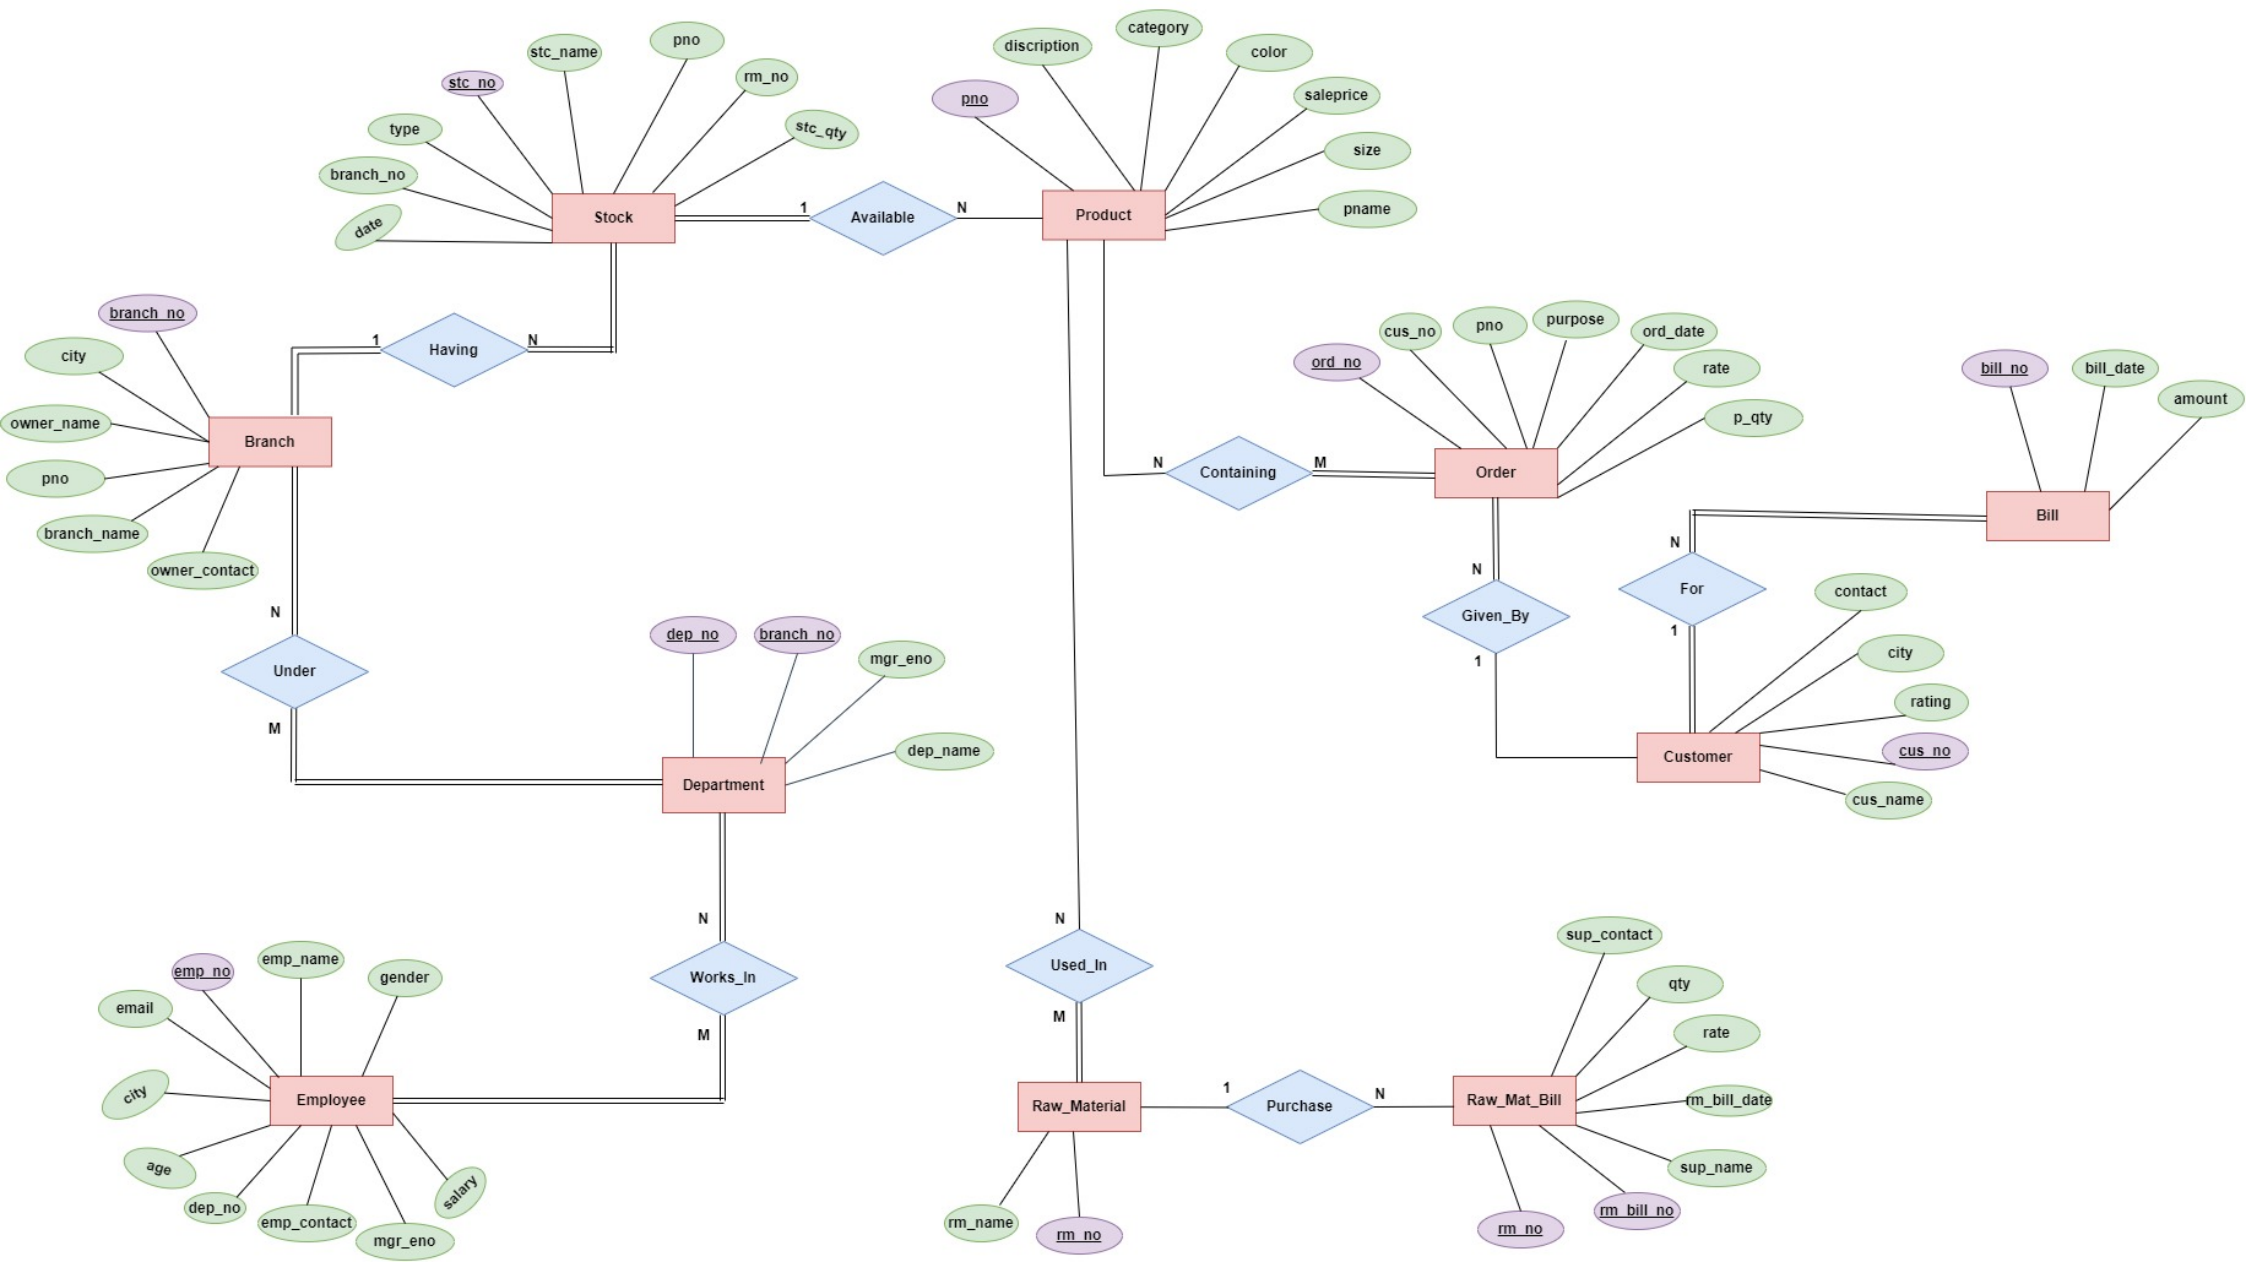 category
pno
discription
stc_name
color
rm_no
stc_no
saleprice
pno
type
stc_qty
size
branch_no
pname
Stock
1
Available
N
Product
date
branch_no
purpose
pno
cus_no
ord_date
1
Having
N
city
ord_no
rate
bill_no
bill_date
amount
owner_name
p_qty
Branch
N
Containing
M
Order
pno
Bill
branch_name
N
owner_contact
N
For
contact
N
Given_By
1
dep_no
branch_no
city
mgr_eno
1
Under
rating
M
dep_name
cus_no
Customer
Department
cus_name
N
N
sup_contact
emp_name
emp_no
gender
Works_In
Used_In
qty
email
M
M
rate
city
1
N
Employee
Raw_Material
Purchase
Raw_Mat_Bill
rm_bill_date
age
sup_name
salary
dep_no
rm_bill_no
emp_contact
rm_name
rm_no
rm_no
mgr_eno